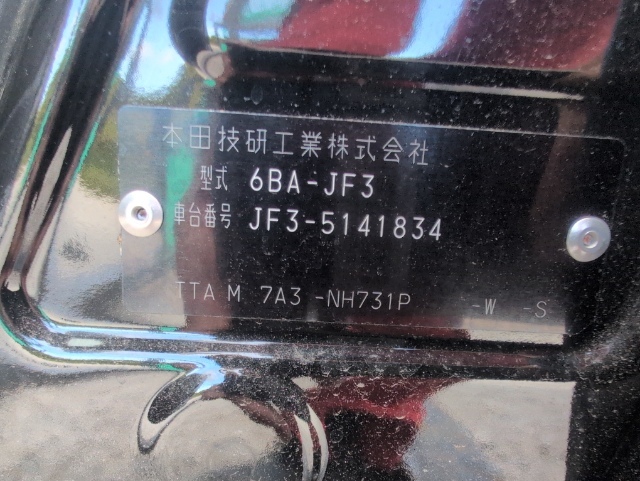 本田技研工業株式会社
型式 6BA-JF3
車台番号 JF3-5141834
TTA M 7A3 -NH731P -W -S